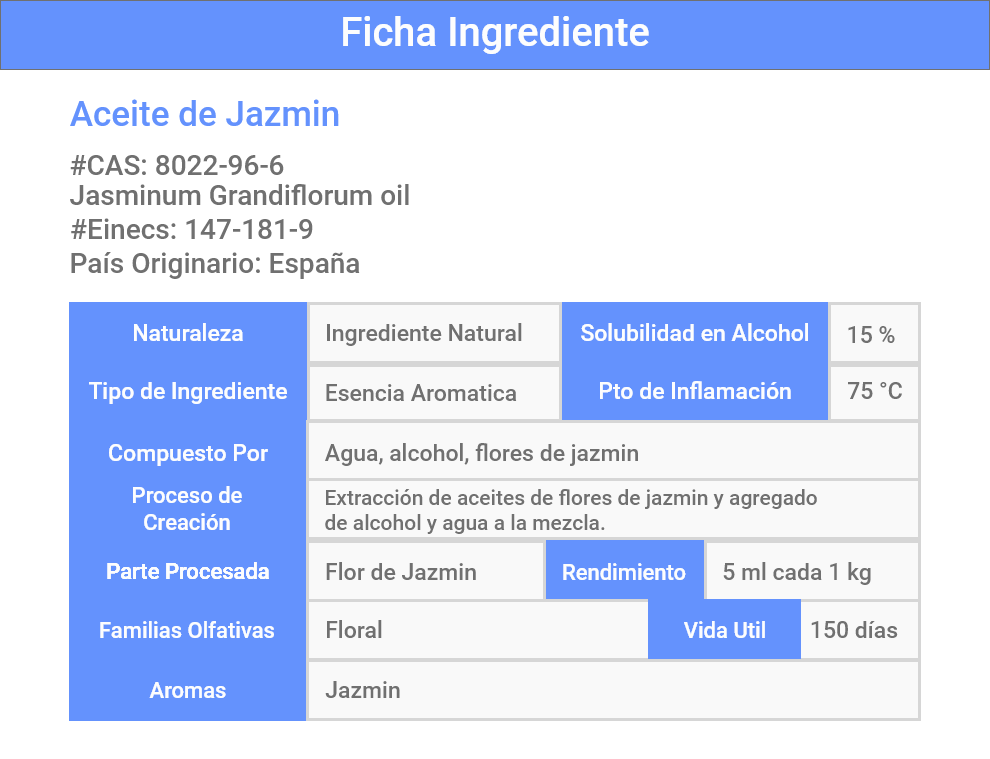 Ficha Ingrediente
Aceite de Jazmin
#CAS: 8022-96-6
Jasminum Grandiflorum oil
#Einecs: 147-181-9
País Originario: España
Naturaleza Ingrediente Natural Solubilidad en Alcohol 15 %
Tipo de Ingrediente Esencia Aromatica Pto de Inflamación 75 °C
Compuesto Por Agua, alcohol, flores de jazmin
Proceso de
Creación
Extracción de aceites de flores de jazmin y agregado
de alcohol y agua a la mezcla.
Parte Procesada Flor de Jazmin Rendimiento 5 ml cada 1 kg
Familias Olfativas Floral Vida Util 150 días
Aromas Jazmin